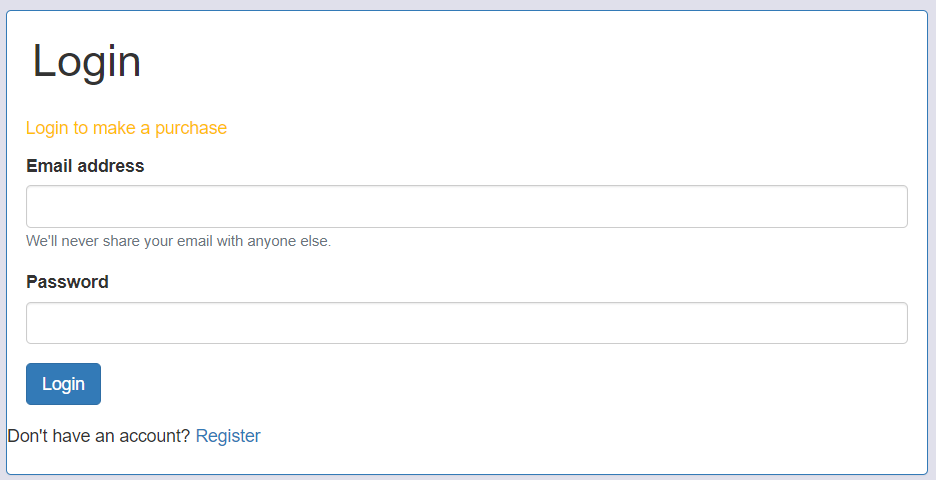 Login
Login to make a purchase
Email address
We'll never share your email with anyone else.
Password
Login
Don't have an account? Register